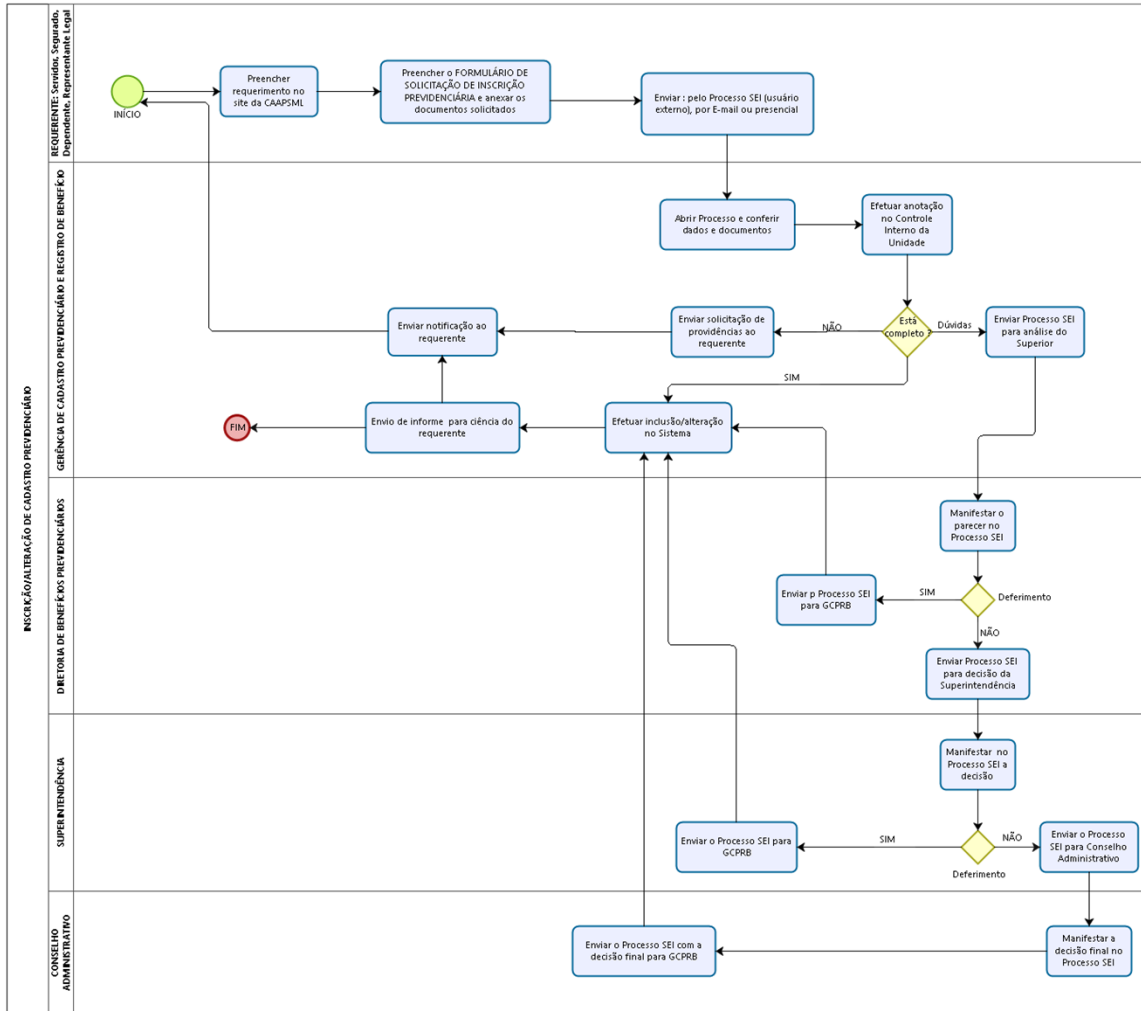 INSCRIÇÃO/ALTERAÇÃO DE CADASTRO PREVIDENCIÁRIO
REQUERENTE: Servidos, Segurado,
Dependente, Representante Legal
INÍCIO
Preencher
requerimento no
site da CAAPSML
Preencher o FORMULÁRIO DE
SOLICITAÇÃO DE INSCRIÇÃO
PREVIDENCIÁRIA e anexar os
documentos solicitados
Enviar : pelo Processo SEI (usuário
externo), por E-mail ou presencial
GERÊNCIA DE CADASTRO PREVIDENCIÁRIO E REGISTRO DE BENEFÍCIO
Abrir Processo e conferir
dados e documentos
Efetuar anotação
no Controle
Interno da
Unidade
Enviar notificação ao
requerente
Enviar solicitação de
providências ao
requerente
NÃO
Está
completo ?
Dúvidas
Enviar Processo SEI
para análise do
Superior
SIM
FIM
Envio de informe para ciência do
requerente
Efetuar inclusão/alteração
no Sistema
DIRETORIA DE BENEFÍCIOS PREVIDENCIÁRIOS
Manifestar o
parecer no
Processo SEI
Enviar p Processo SEI
para GCPRB
SIM
Deferimento
NÃO
Enviar Processo SEI
para decisão da
Superintendência
SUPERINTENDÊNCIA
Manifestar no
Processo SEI a
decisão
Enviar o Processo SEI para
GCPRB
SIM
NÃO
Deferimento
Enviar o Processo
SEI para Conselho
Administrativo
CONSELHO
ADMINISTRATIVO
Enviar o Processo SEI com a
decisão final para GCPRB
Manifestar a
decisão final no
Processo SEI